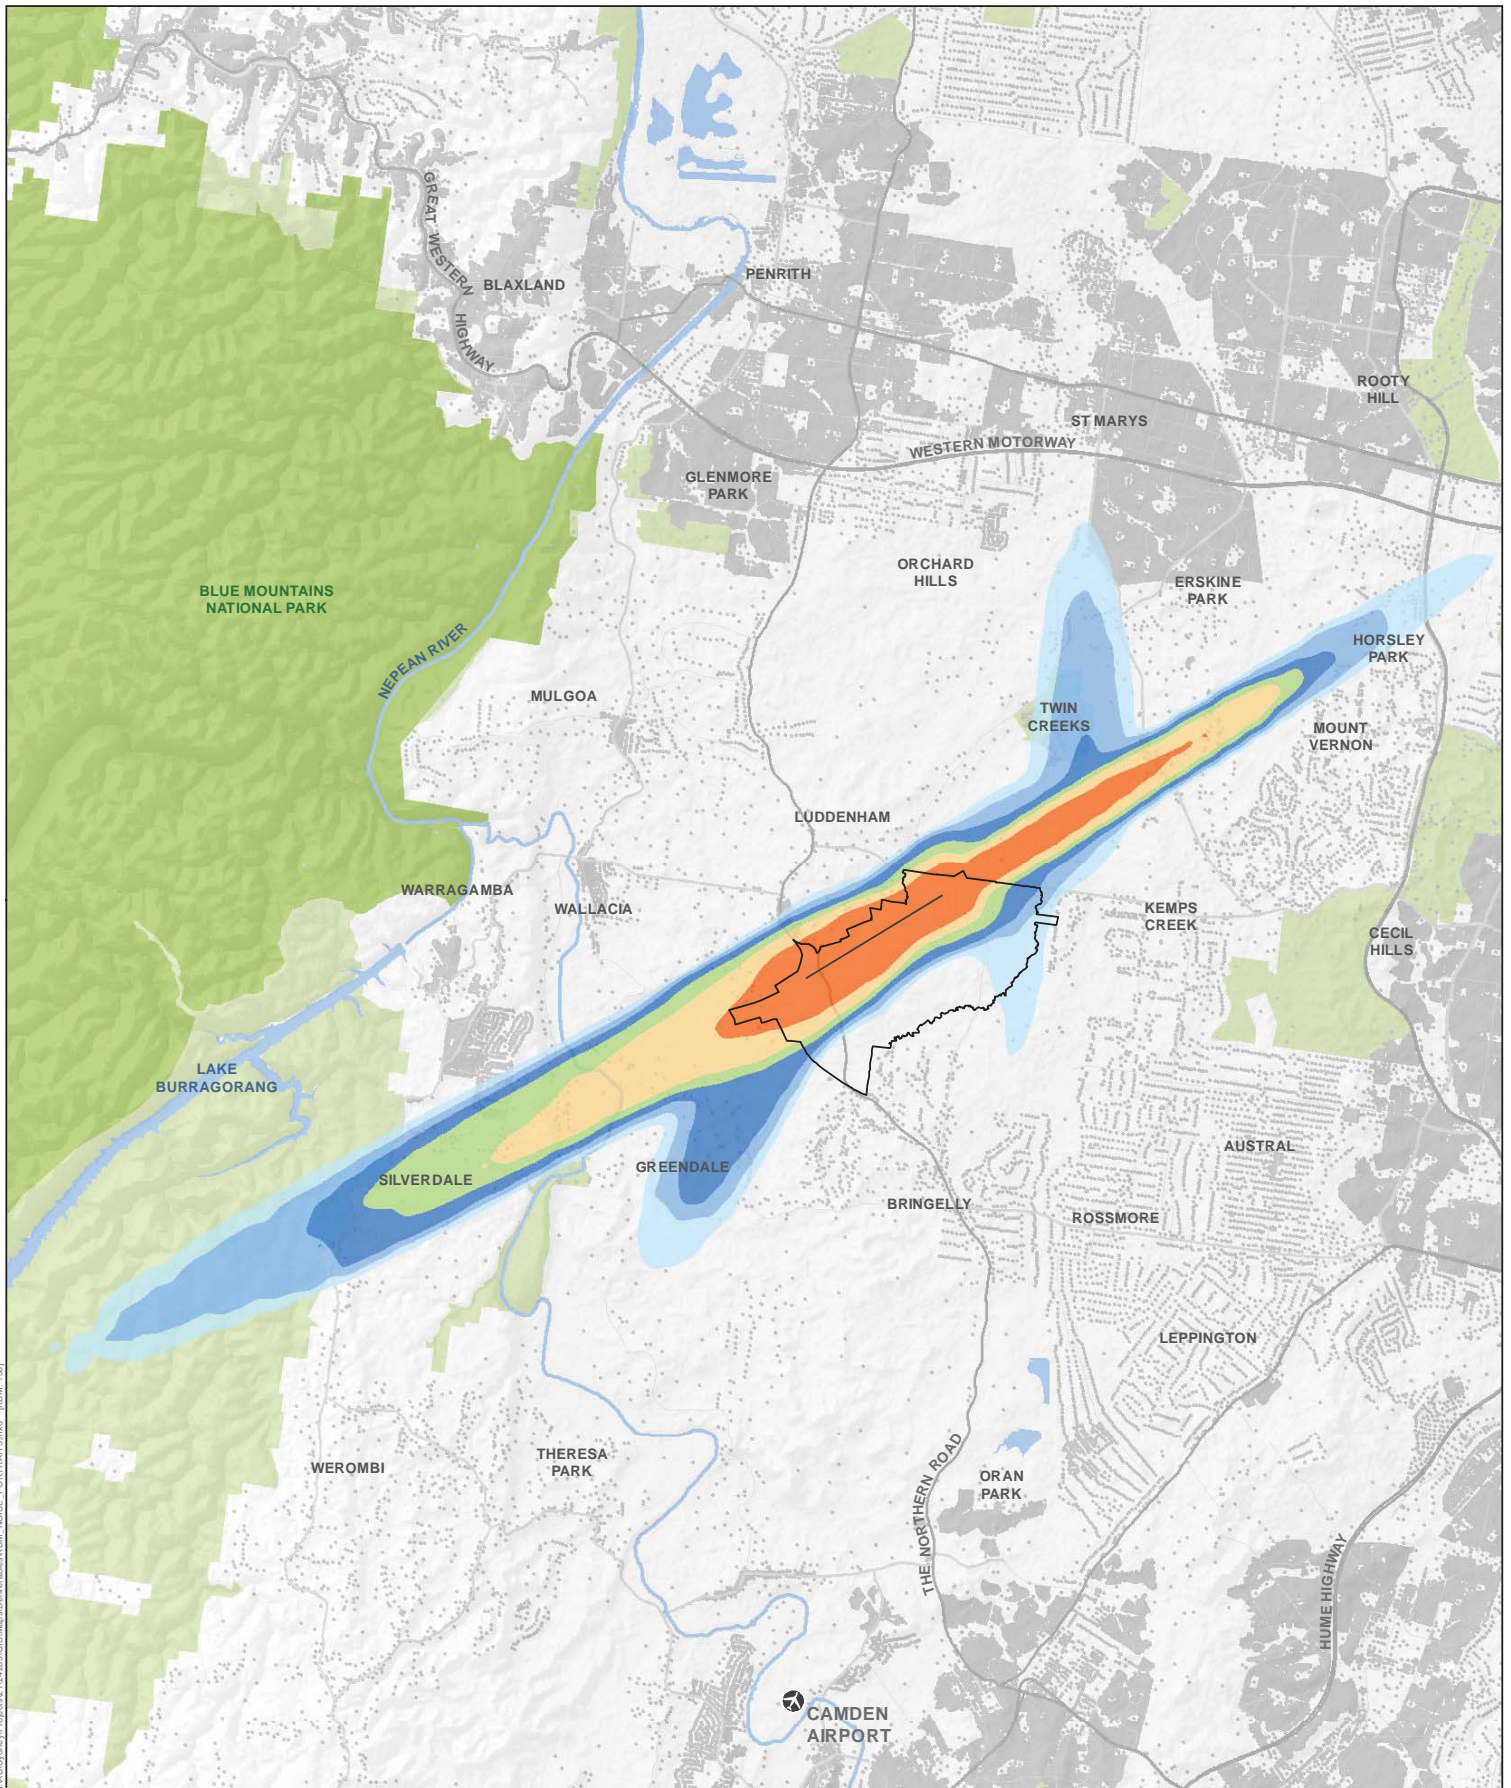 GREAT WESTERN HIGHWAY
BLAXLAND
PENRITH
ROOTY
HILL
ST MARYS
WESTERN MOTORWAY
GLENMORE
PARK
ORCHARD
HILLS
ERSKINE
PARK
BLUE MOUNTAINS
NATIONAL PARK
NEPEAN RIVER
HORSLEY
PARK
MULGOA
TWIN
CREEKS
MOUNT
VERNON
LUDDENHAM
WARRAGAMBA
WALLACIA
KEMPS
CREEK
CECIL
HILLS
LAKE
BURRAGORANG
SILVERDALE
GREENDALE
AUSTRAL
BRINGELLY
ROSSMORE
LEPPINGTON
THERESA
PARK
WEROMBI
THE NORTHERN ROAD
ORAN
PARK
HUME HIGHWAY
CAMDEN
AIRPORT